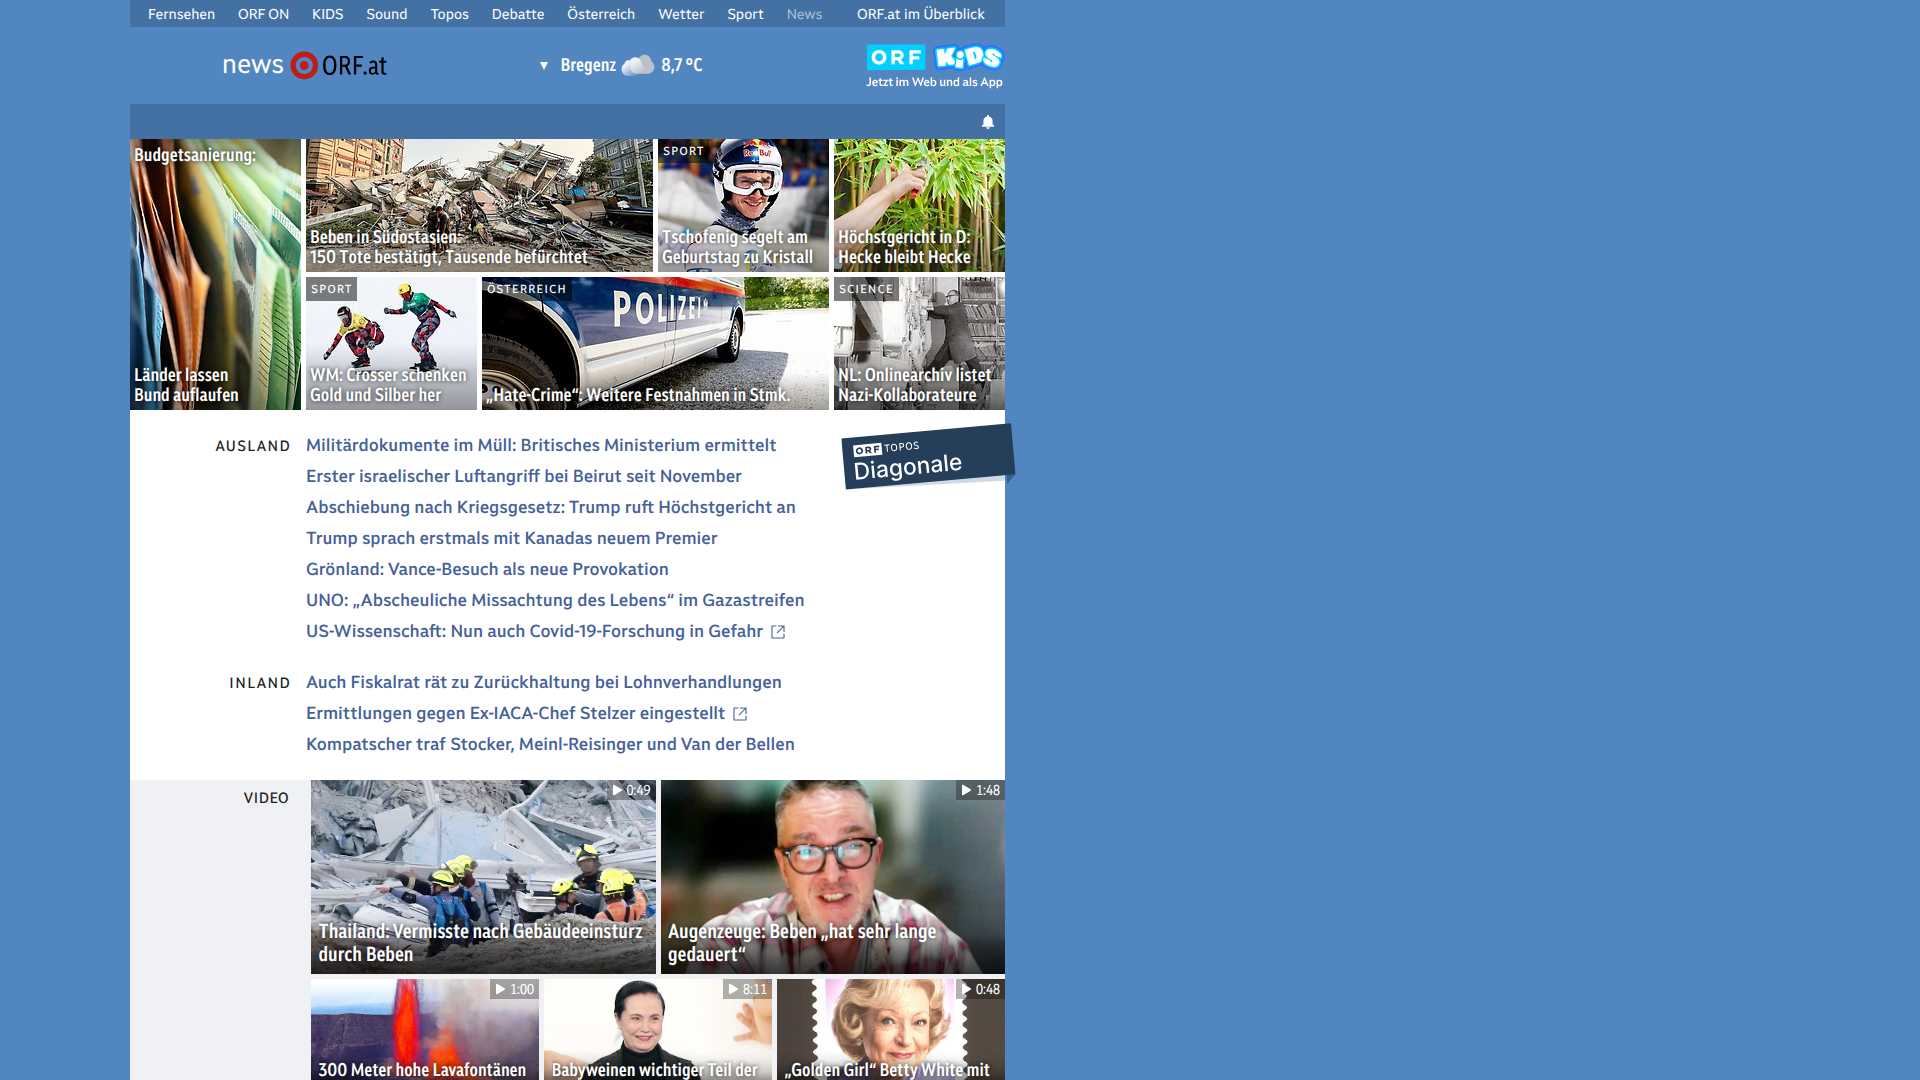 Fernsehen ORF ON KIDS Sound Topos Debatte Österreich Wetter Sport News ORF.at im Überblick
news ORF.at
Bregenz 8,7 °C
ORF KiDS
Jetzt im Web und als App
Budgetsanierung:
Länder lassen
Bund auflaufen
Beben in Südostasien:
150 Tote bestätigt, Tausende befürchtet
SPORT
Red Bull
Tschofenig segelt am
Geburtstag zu Kristall
Höchstgericht in D:
Hecke bleibt Hecke
SPORT
WM: Crosser schenken
Gold und Silber her
ÖSTERREICH
POLIZEI
„Hate-Crime“: Weitere Festnahmen in Stmk.
SCIENCE
NL: Onlinearchiv listet
Nazi-Kollaborateure
AUSLAND
Militärdokumente im Müll: Britisches Ministerium ermittelt
Erster israelischer Luftangriff bei Beirut seit November
Abschiebung nach Kriegsgesetz: Trump ruft Höchstgericht an
Trump sprach erstmals mit Kanadas neuem Premier
Grönland: Vance-Besuch als neue Provokation
UNO: „Abscheuliche Missachtung des Lebens“ im Gazastreifen
US-Wissenschaft: Nun auch Covid-19-Forschung in Gefahr
ORF TOPOS
Diagonale
INLAND
Auch Fiskalrat rät zu Zurückhaltung bei Lohnverhandlungen
Ermittlungen gegen Ex-IACA-Chef Stelzer eingestellt
Kompatscher traf Stocker, Meinl-Reisinger und Van der Bellen
VIDEO
0:49
Thailand: Vermisste nach Gebäudeeinsturz
durch Beben
1:48
Augenzeuge: Beben „hat sehr lange
gedauert“
1:00
300 Meter hohe Lavafontänen
8:11
Babyweinen wichtiger Teil der
0:48
„Golden Girl“ Betty White mit